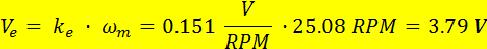 Vₑ = kₑ · ωₘ = 0.151 V/RPM · 25.08 RPM = 3.79 V